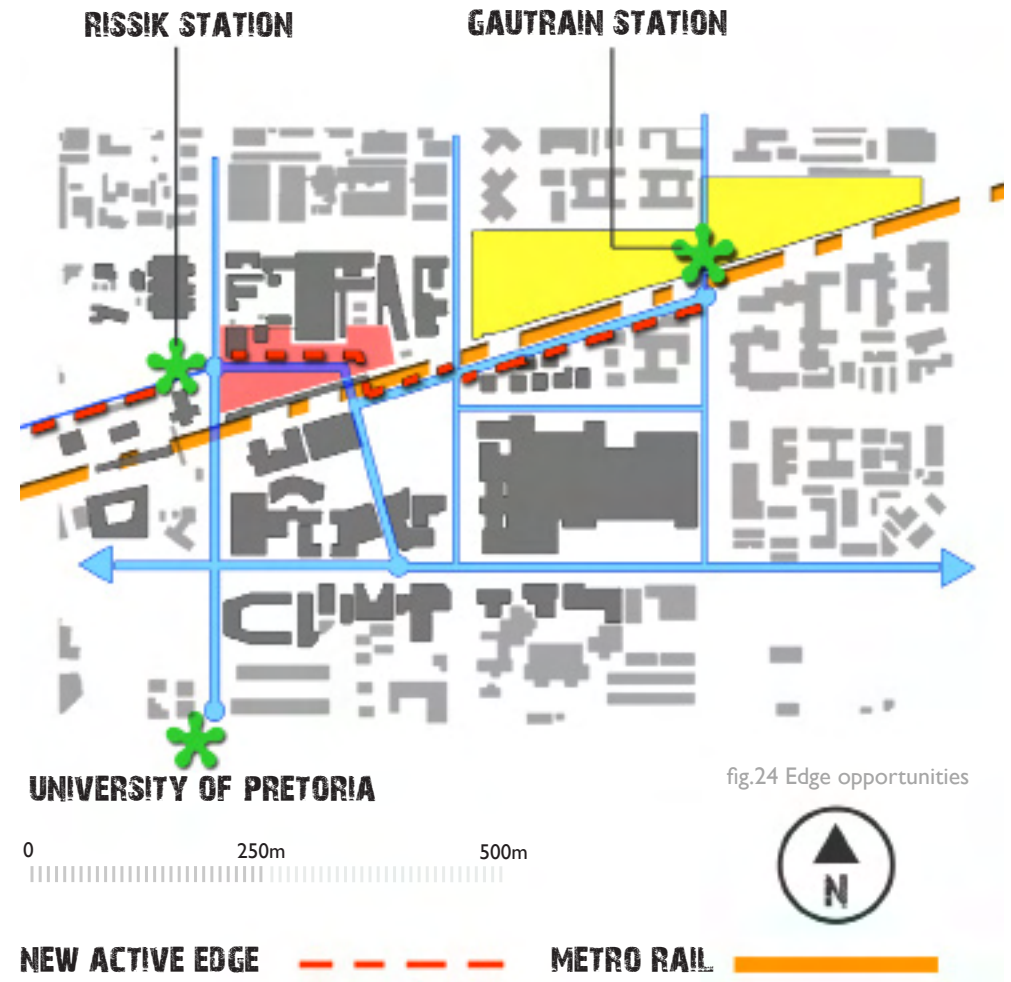 RISSIK STATION
GAUTRAIN STATION
UNIVERSITY OF PRETORIA
fig.24 Edge opportunities
0 250m 500m
N
NEW ACTIVE EDGE
METRO RAIL